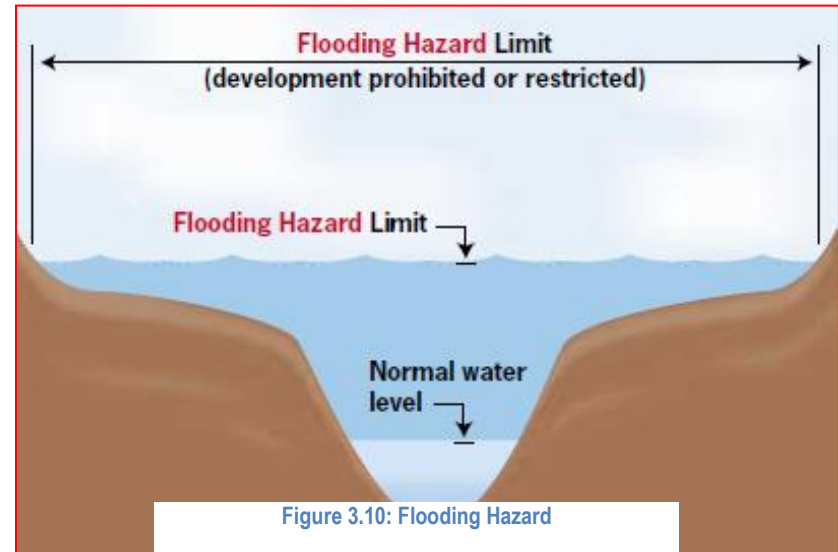 Flooding Hazard Limit
(development prohibited or restricted)
Flooding Hazard Limit
Normal water
level
Figure 3.10: Flooding Hazard